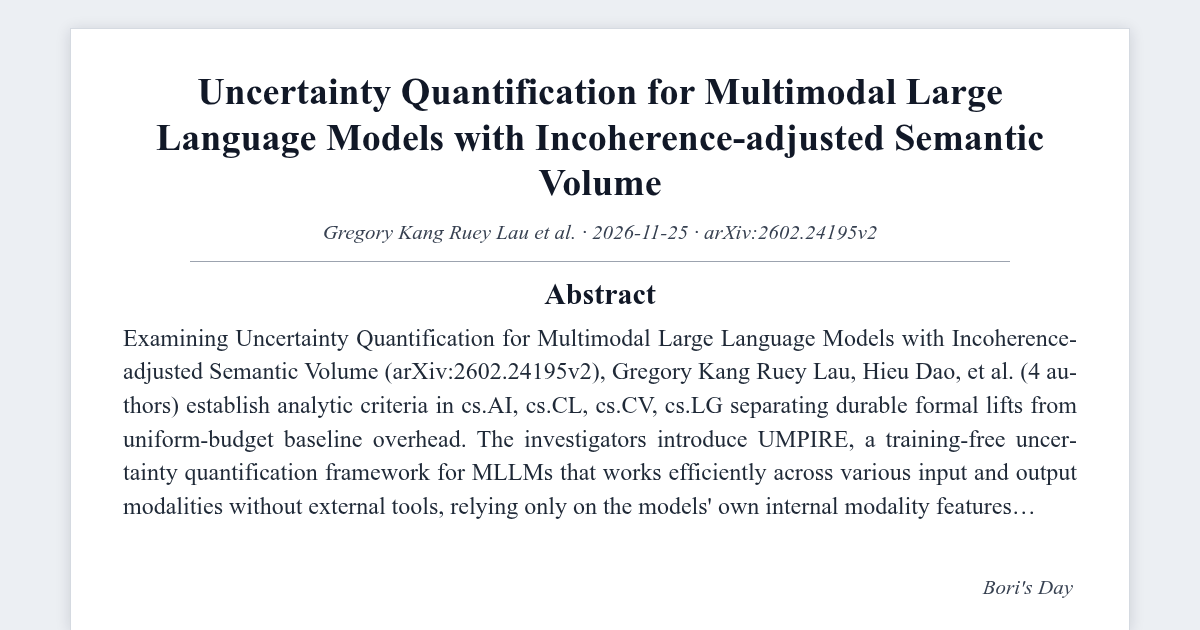 Uncertainty Quantification for Multimodal Large
Language Models with Incoherence-adjusted Semantic
Volume
Gregory Kang Ruey Lau et al. · 2026-11-25 · arXiv:2602.24195v2
Abstract
Examining Uncertainty Quantification for Multimodal Large Language Models with Incoherence-
adjusted Semantic Volume (arXiv:2602.24195v2), Gregory Kang Ruey Lau, Hieu Dao, et al. (4 au-
thors) establish analytic criteria in cs.AI, cs.CL, cs.CV, cs.LG separating durable formal lifts from
uniform-budget baseline overhead. The investigators introduce UMPIRE, a training-free uncer-
tainty quantification framework for MLLMs that works efficiently across various input and output
modalities without external tools, relying only on the models' own internal modality features…
Bori's Day